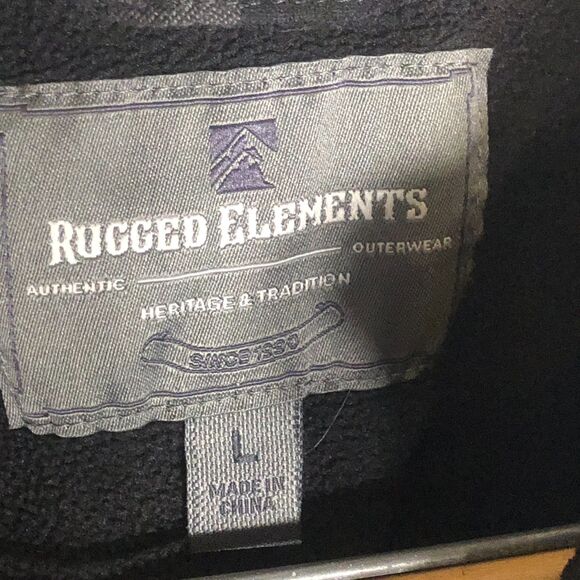 RUGGED ELEMENTS
AUTHENTIC OUTERWEAR
HERITAGE & TRADITION
SINCE
L
MADE IN
CHINA